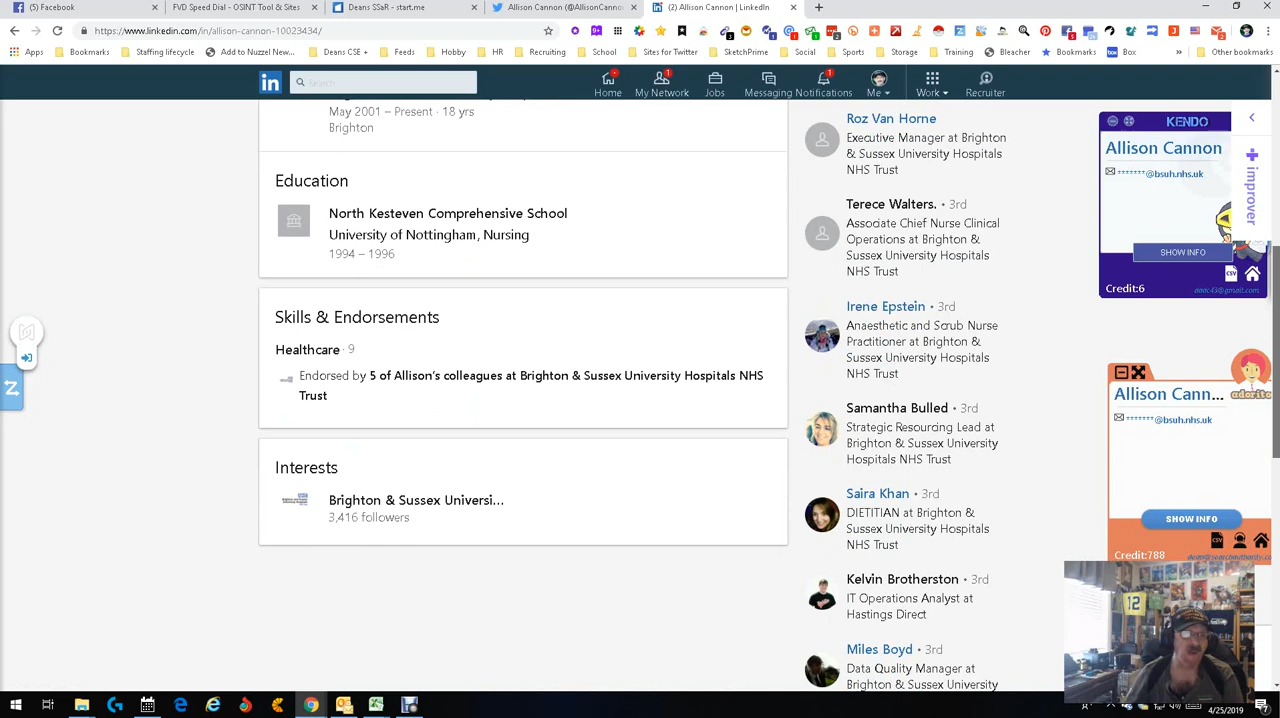 (5) Facebook
FVD Speed Dial - OSINT Tool & Sites
Deans SSaR - start.me
Allison Cannon (@AllisonCannon
(2) Allison Cannon | LinkedIn
https://www.linkedin.com/in/allison-cannon-10023434/
Apps
Bookmarks
Staffing lifecycle
Add to Nuzzel New...
Deans CSE
Feeds
Hobby
HR
Recruiting
School
Sites for Twitter
SketchPrime
Social
Sports
Storage
Training
Bleacher
Bookmarks
Box
»
Other bookmarks
in
Search
Home
My Network
Jobs
Messaging
Notifications
Me
Work
Recruiter
May 2001 – Present · 18 yrs
Brighton
Education
North Kesteven Comprehensive School
University of Nottingham, Nursing
1994 – 1996
Skills & Endorsements
Healthcare · 9
Endorsed by 5 of Allison's colleagues at Brighton & Sussex University Hospitals NHS
Trust
Interests
Brighton & Sussex Universi...
3,416 followers
Roz Van Horne
Executive Manager at Brighton
& Sussex University Hospitals
NHS Trust
Terece Walters. • 3rd
Associate Chief Nurse Clinical
Operations at Brighton &
Sussex University Hospitals
NHS Trust
Irene Epstein • 3rd
Anaesthetic and Scrub Nurse
Practitioner at Brighton &
Sussex University Hospitals
NHS Trust
Samantha Bulled • 3rd
Strategic Resourcing Lead at
Brighton & Sussex University
Hospitals NHS Trust
Saira Khan • 3rd
DIETITIAN at Brighton &
Sussex University Hospitals
NHS Trust
Kelvin Brotherston • 3rd
IT Operations Analyst at
Hastings Direct
Miles Boyd • 3rd
Data Quality Manager at
Brighton & Sussex University
KENDO
Allison Cannon
*******@bsuh.nhs.uk
SHOW INFO
CSV
Credit:6
improver
adorito
Allison Cann...
*******@bsuh.nhs.uk
SHOW INFO
CSV
Credit:788
12
4/25/2019